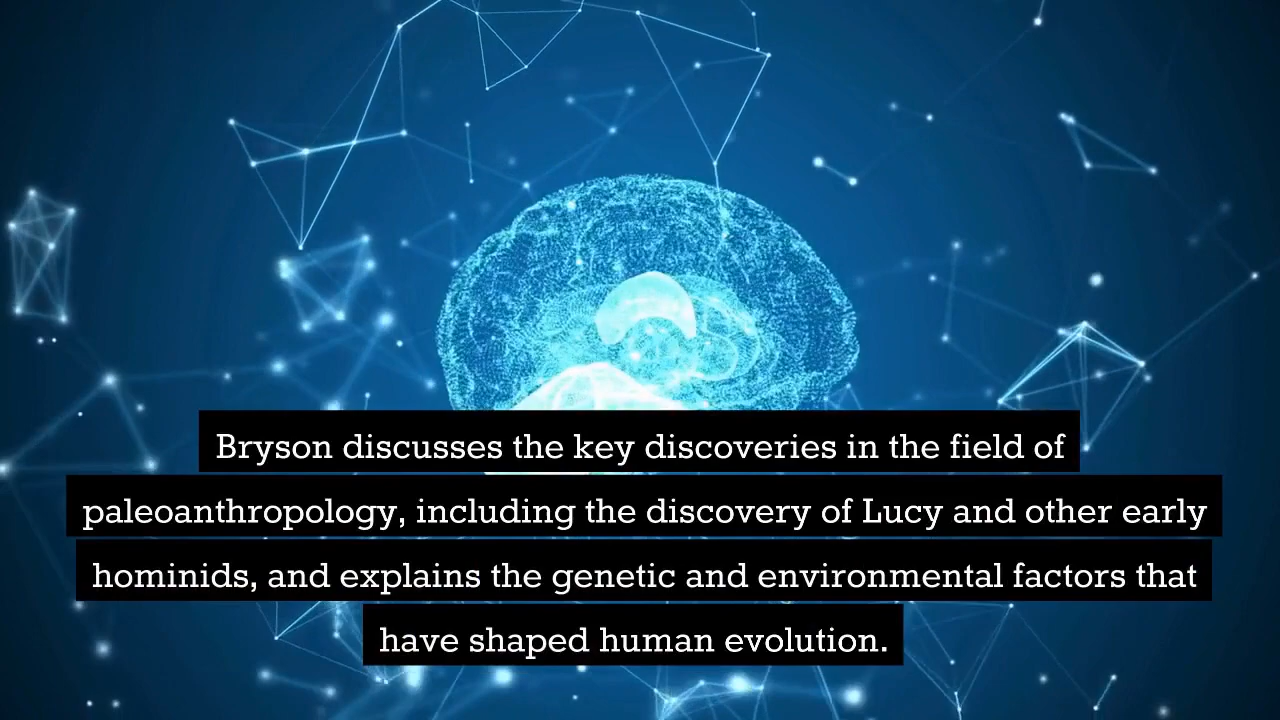 Bryson discusses the key discoveries in the field of
paleoanthropology, including the discovery of Lucy and other early
hominids, and explains the genetic and environmental factors that
have shaped human evolution.